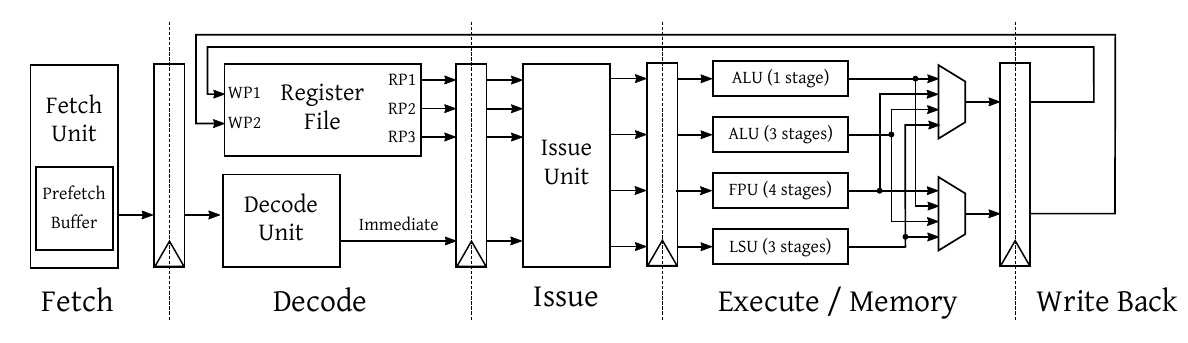 Fetch
Unit
Prefetch
Buffer
WP1
WP2
Register
File
RP1
RP2
RP3
Decode
Unit
Immediate
Issue
Unit
ALU (1 stage)
ALU (3 stages)
FPU (4 stages)
LSU (3 stages)
Fetch
Decode
Issue
Execute / Memory
Write Back